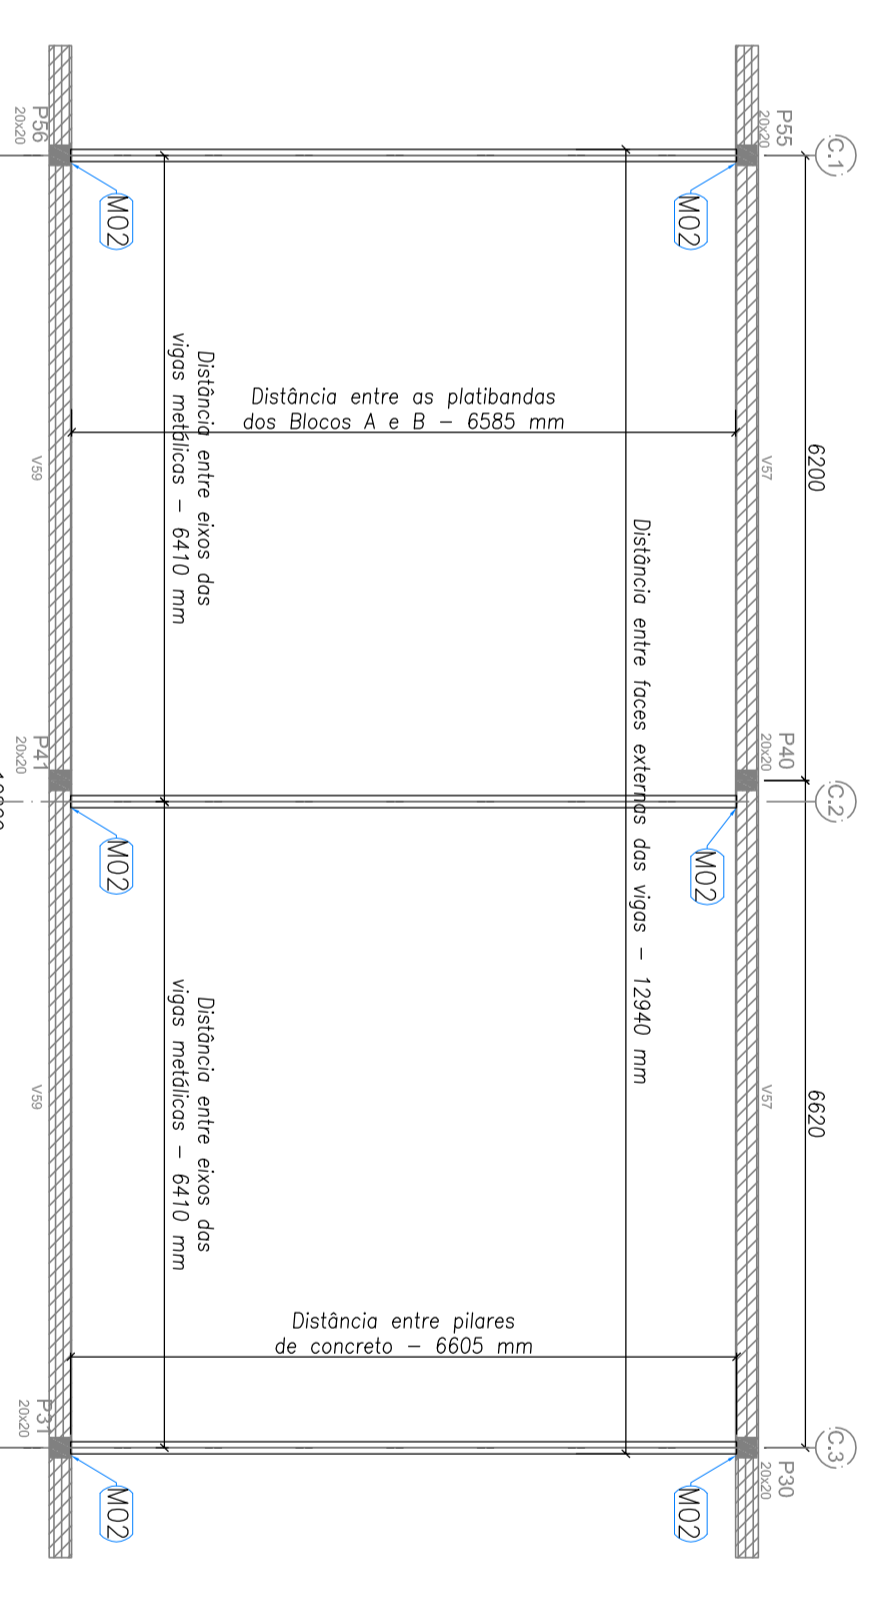 P56
20x20
P55
20x20
C.1
M02
M02
Distância entre as platibandas
dos Blocos A e B - 6585 mm
Distância entre eixos das
vigas metálicas - 6410 mm
6200
V59
V57
Distância entre faces externas das vigas - 12940 mm
P41
20x20
P40
20x20
C.2
M02
M02
Distância entre eixos das
vigas metálicas - 6410 mm
6620
V59
V57
Distância entre pilares
de concreto - 6605 mm
P31
20x20
C.3
P30
20x20
M02
M02